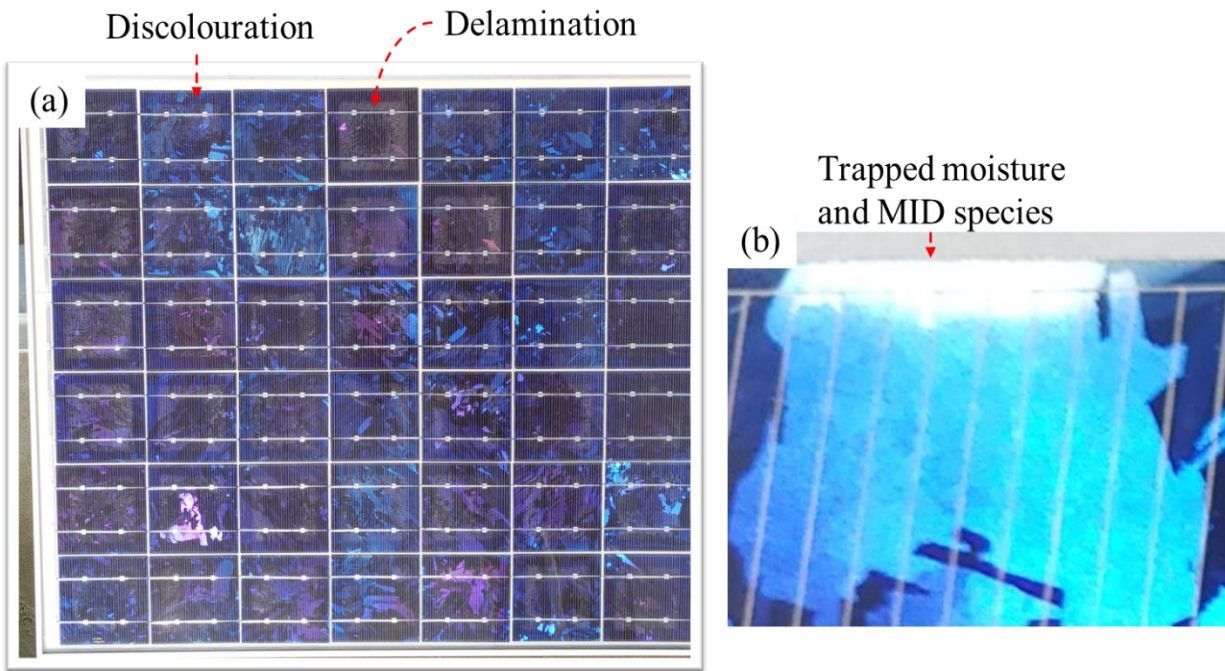 Discolouration
Delamination
(a)
Trapped moisture
and MID species
(b)